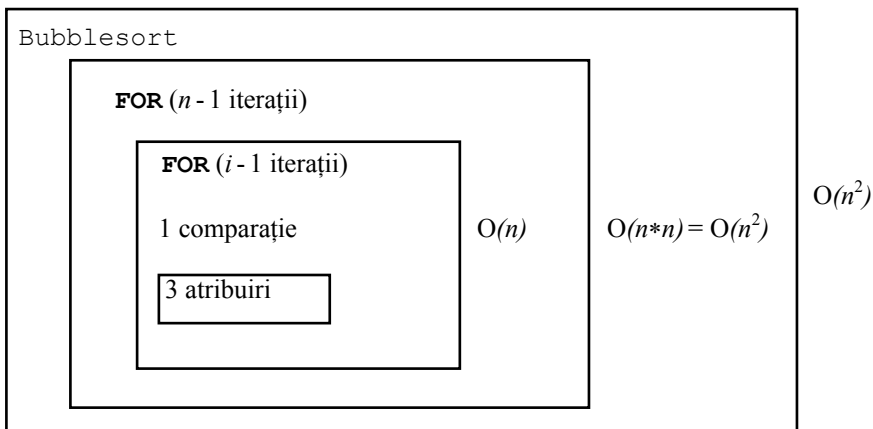 Bubblesort
FOR (n - 1 iterații)
FOR (i - 1 iterații)
1 comparație
3 atribuiri
O(n)
O(n*n) = O(n²)
O(n²)